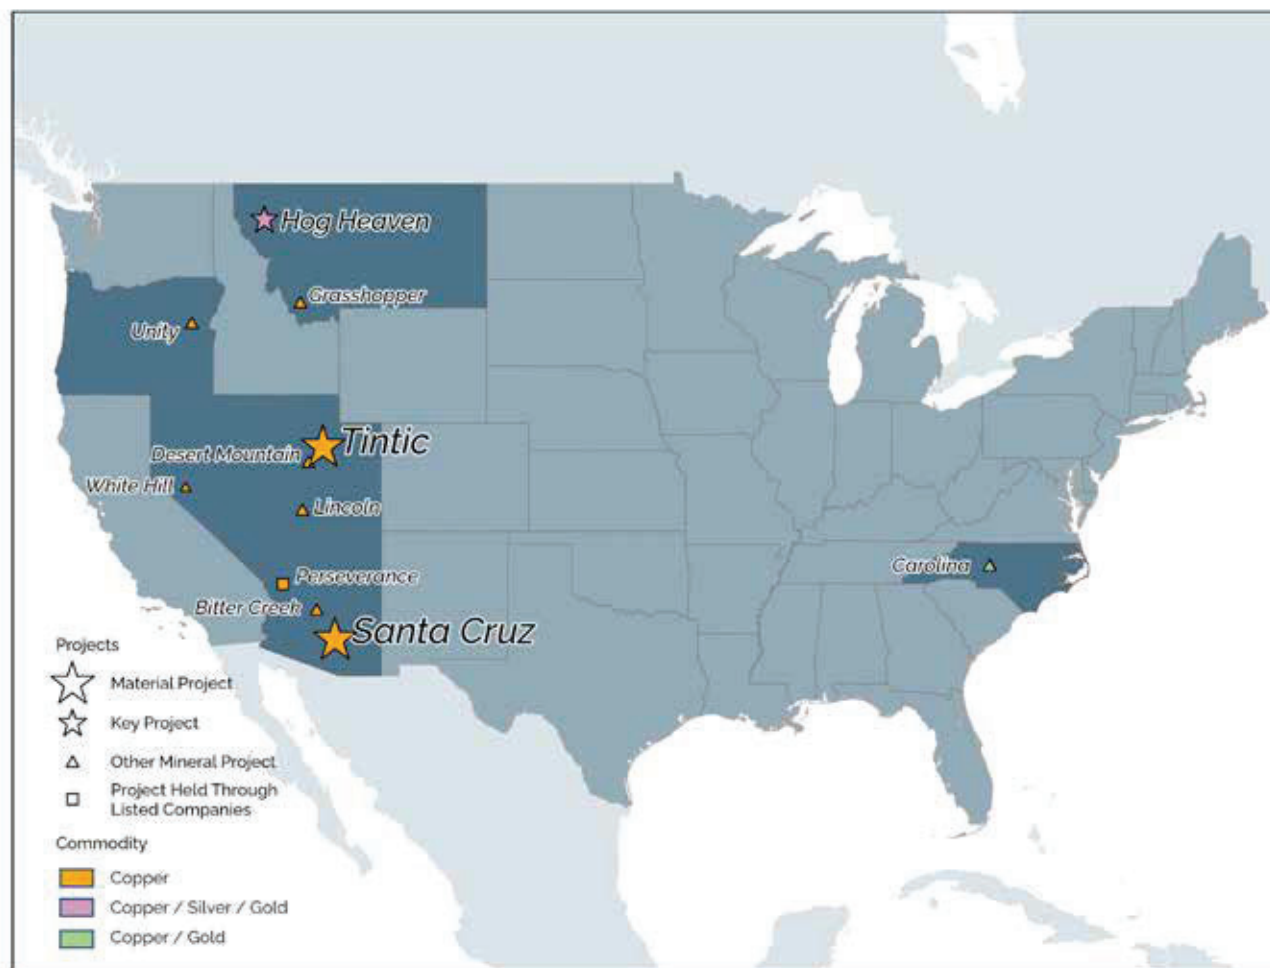 Hog Heaven
Grasshopper
Unity
Tintic
Desert Mountain
White Hill
Lincoln
Carolina
Perseverance
Bitter Creek
Santa Cruz
Projects
Material Project
Key Project
Other Mineral Project
Project Held Through
Listed Companies
Commodity
Copper
Copper / Silver / Gold
Copper / Gold